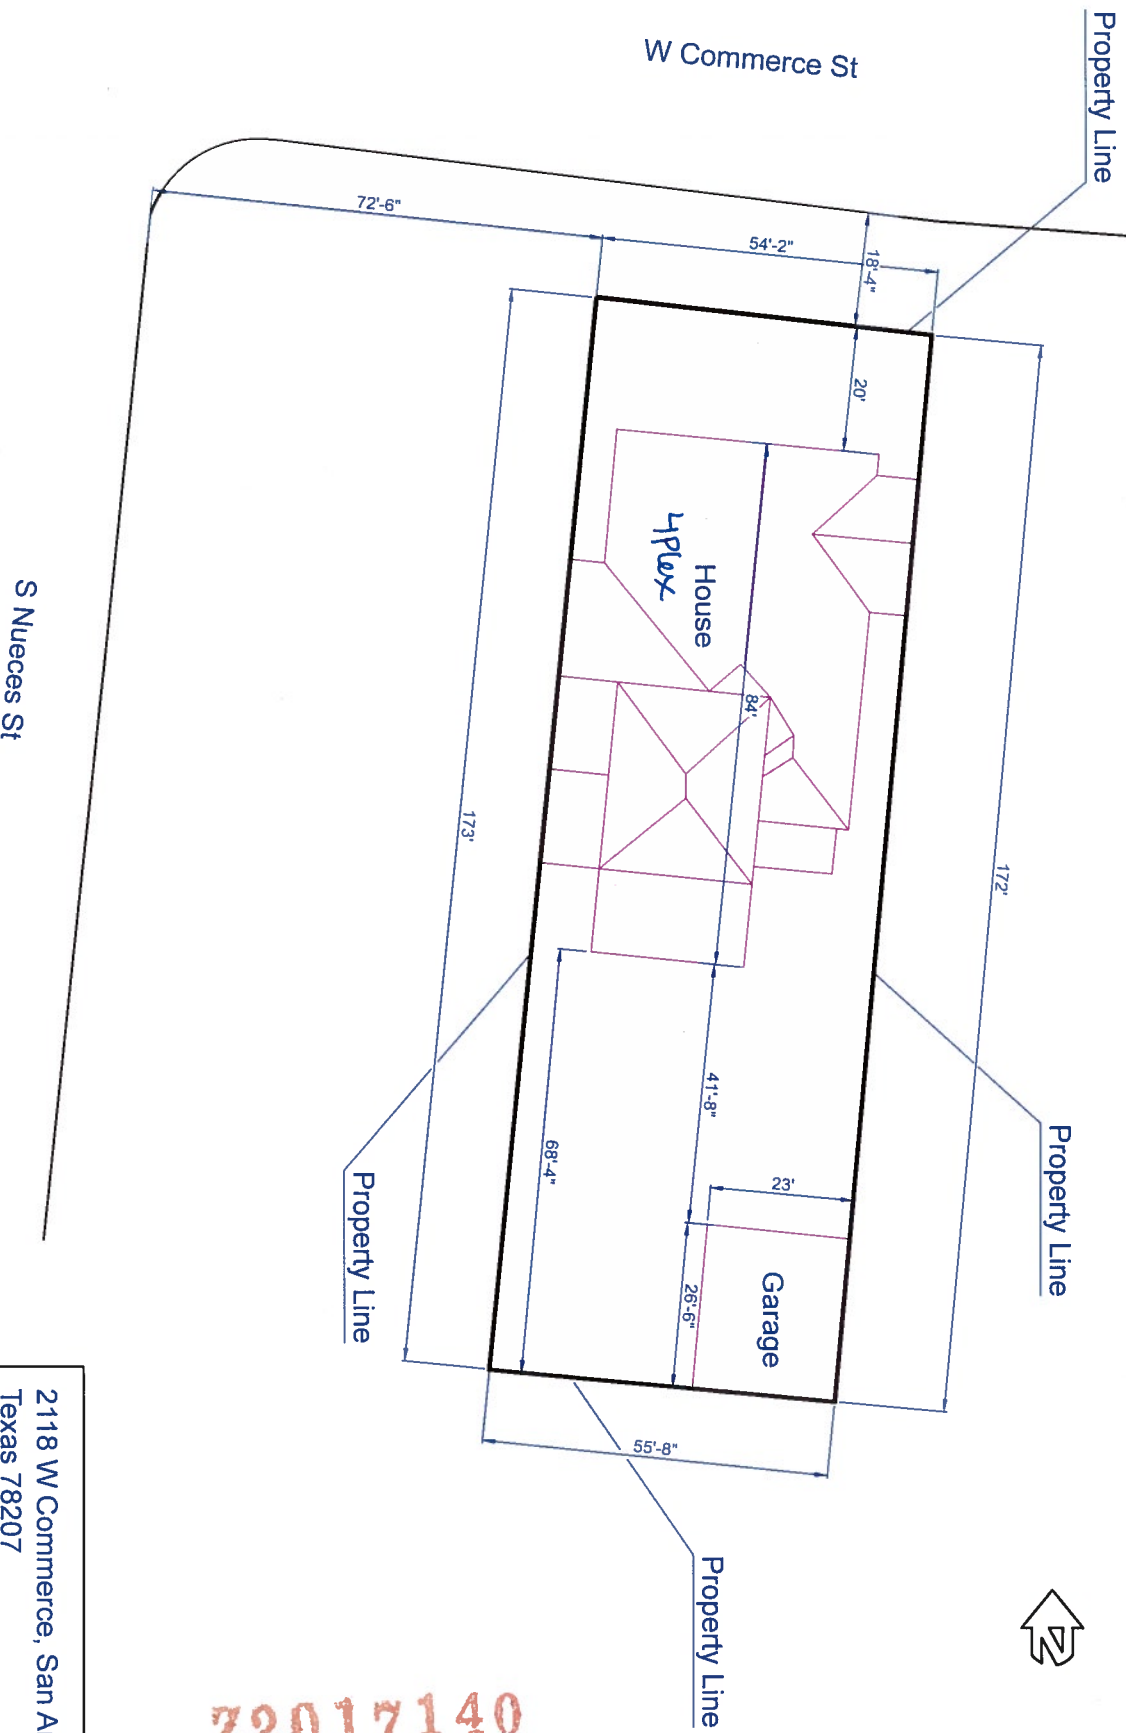 Property Line
W Commerce St
72'-6"
54'-2"
18'-4"
20'
172'
House
4Plex
84'
173'
S Nueces St
41'-8"
68'-4"
23'
26'-6"
Garage
Property Line
Property Line
55'-8"
Property Line
N
2118 W Commerce, San A
Texas 78207